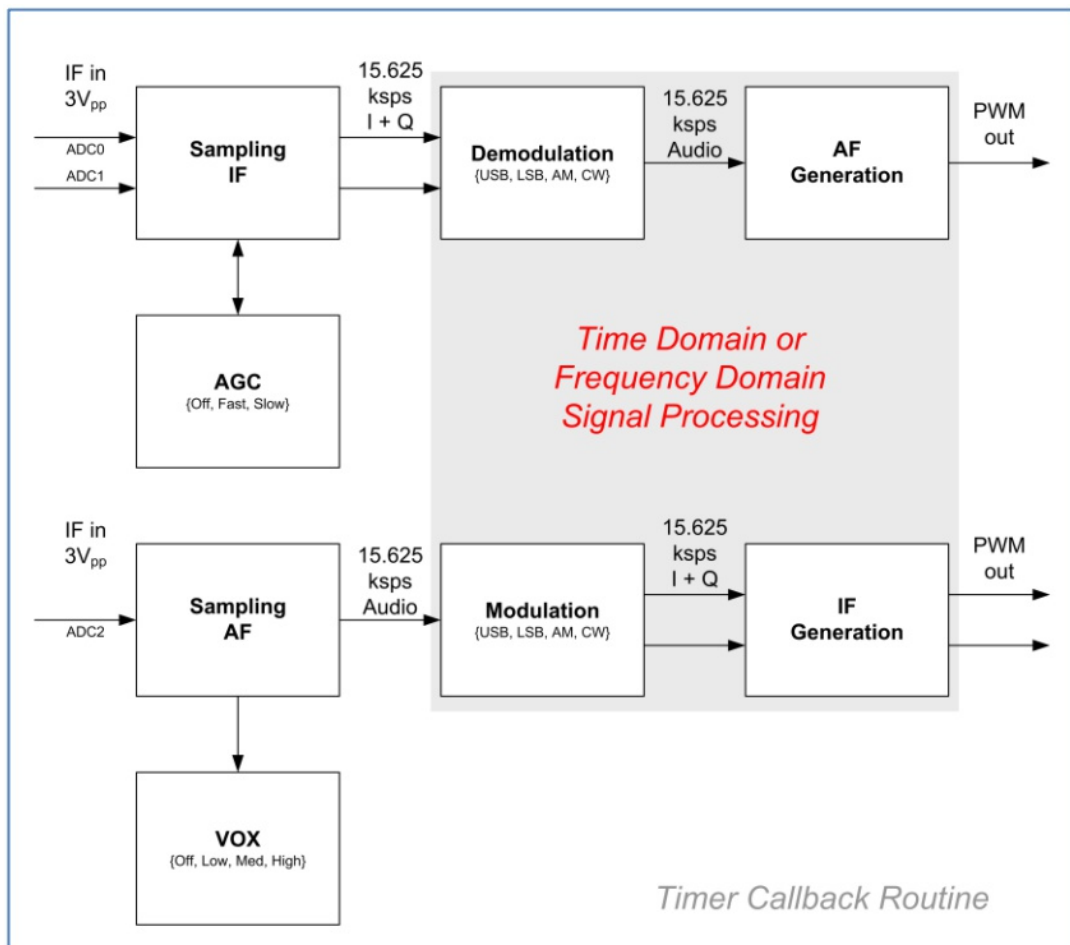 IF in
3Vpp
ADC0
ADC1
Sampling
IF
15.625
ksps
I + Q
Demodulation
{USB, LSB, AM, CW}
15.625
ksps
Audio
AF
Generation
PWM
out
AGC
{Off, Fast, Slow}
Time Domain or
Frequency Domain
Signal Processing
IF in
3Vpp
ADC2
Sampling
AF
15.625
ksps
Audio
Modulation
{USB, LSB, AM, CW}
15.625
ksps
I + Q
IF
Generation
PWM
out
VOX
{Off, Low, Med, High}
Timer Callback Routine